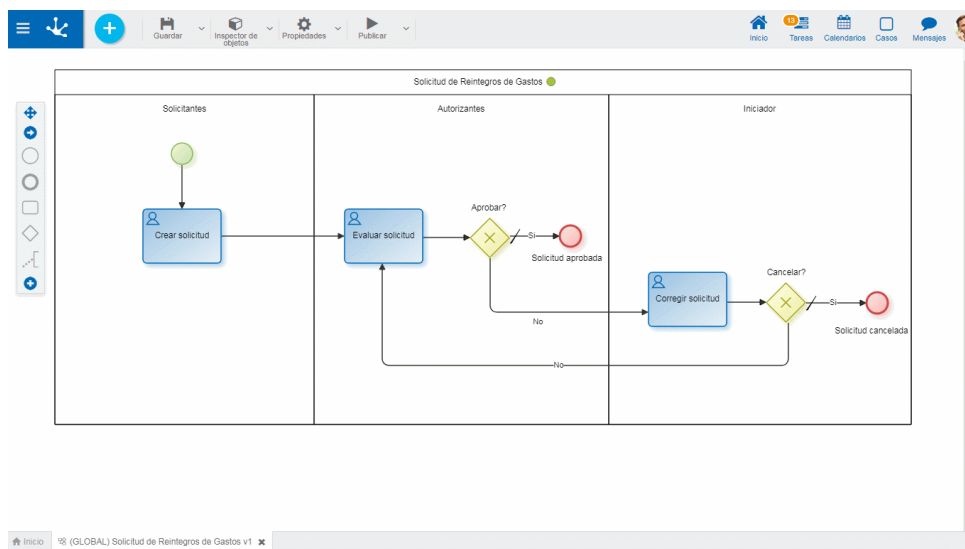 Guardar
Inspector de
objetos
Propiedades
Publicar
Inicio
13
Tareas
Calendarios
Casos
Mensajes
Solicitud de Reintegros de Gastos
Solicitantes
Autorizantes
Iniciador
Crear solicitud
Evaluar solicitud
Aprobar?
Si
Solicitud aprobada
No
Corregir solicitud
Cancelar?
Si
Solicitud cancelada
No
Inicio
(GLOBAL) Solicitud de Reintegros de Gastos v1